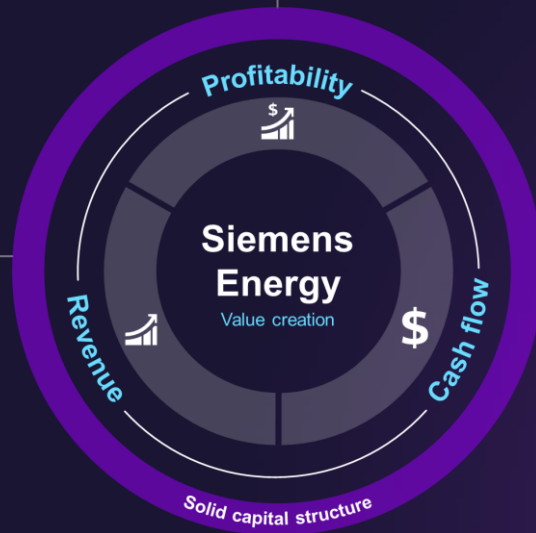 Profitability
$
Siemens
Energy
Value creation
Revenue
$
Cash flow
Solid capital structure